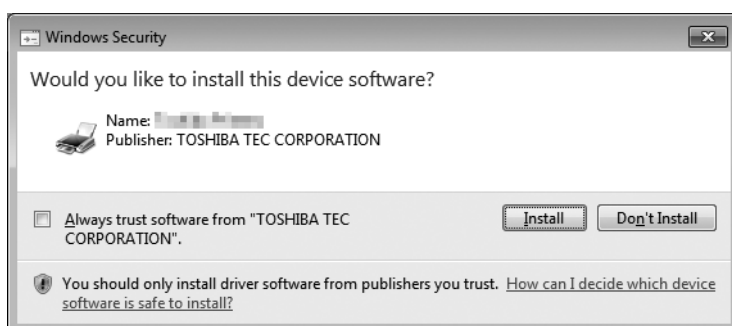 Windows Security
Would you like to install this device software?
Name:
Publisher: TOSHIBA TEC CORPORATION
Always trust software from "TOSHIBA TEC
CORPORATION".
Install
Don't Install
You should only install driver software from publishers you trust. How can I decide which device
software is safe to install?